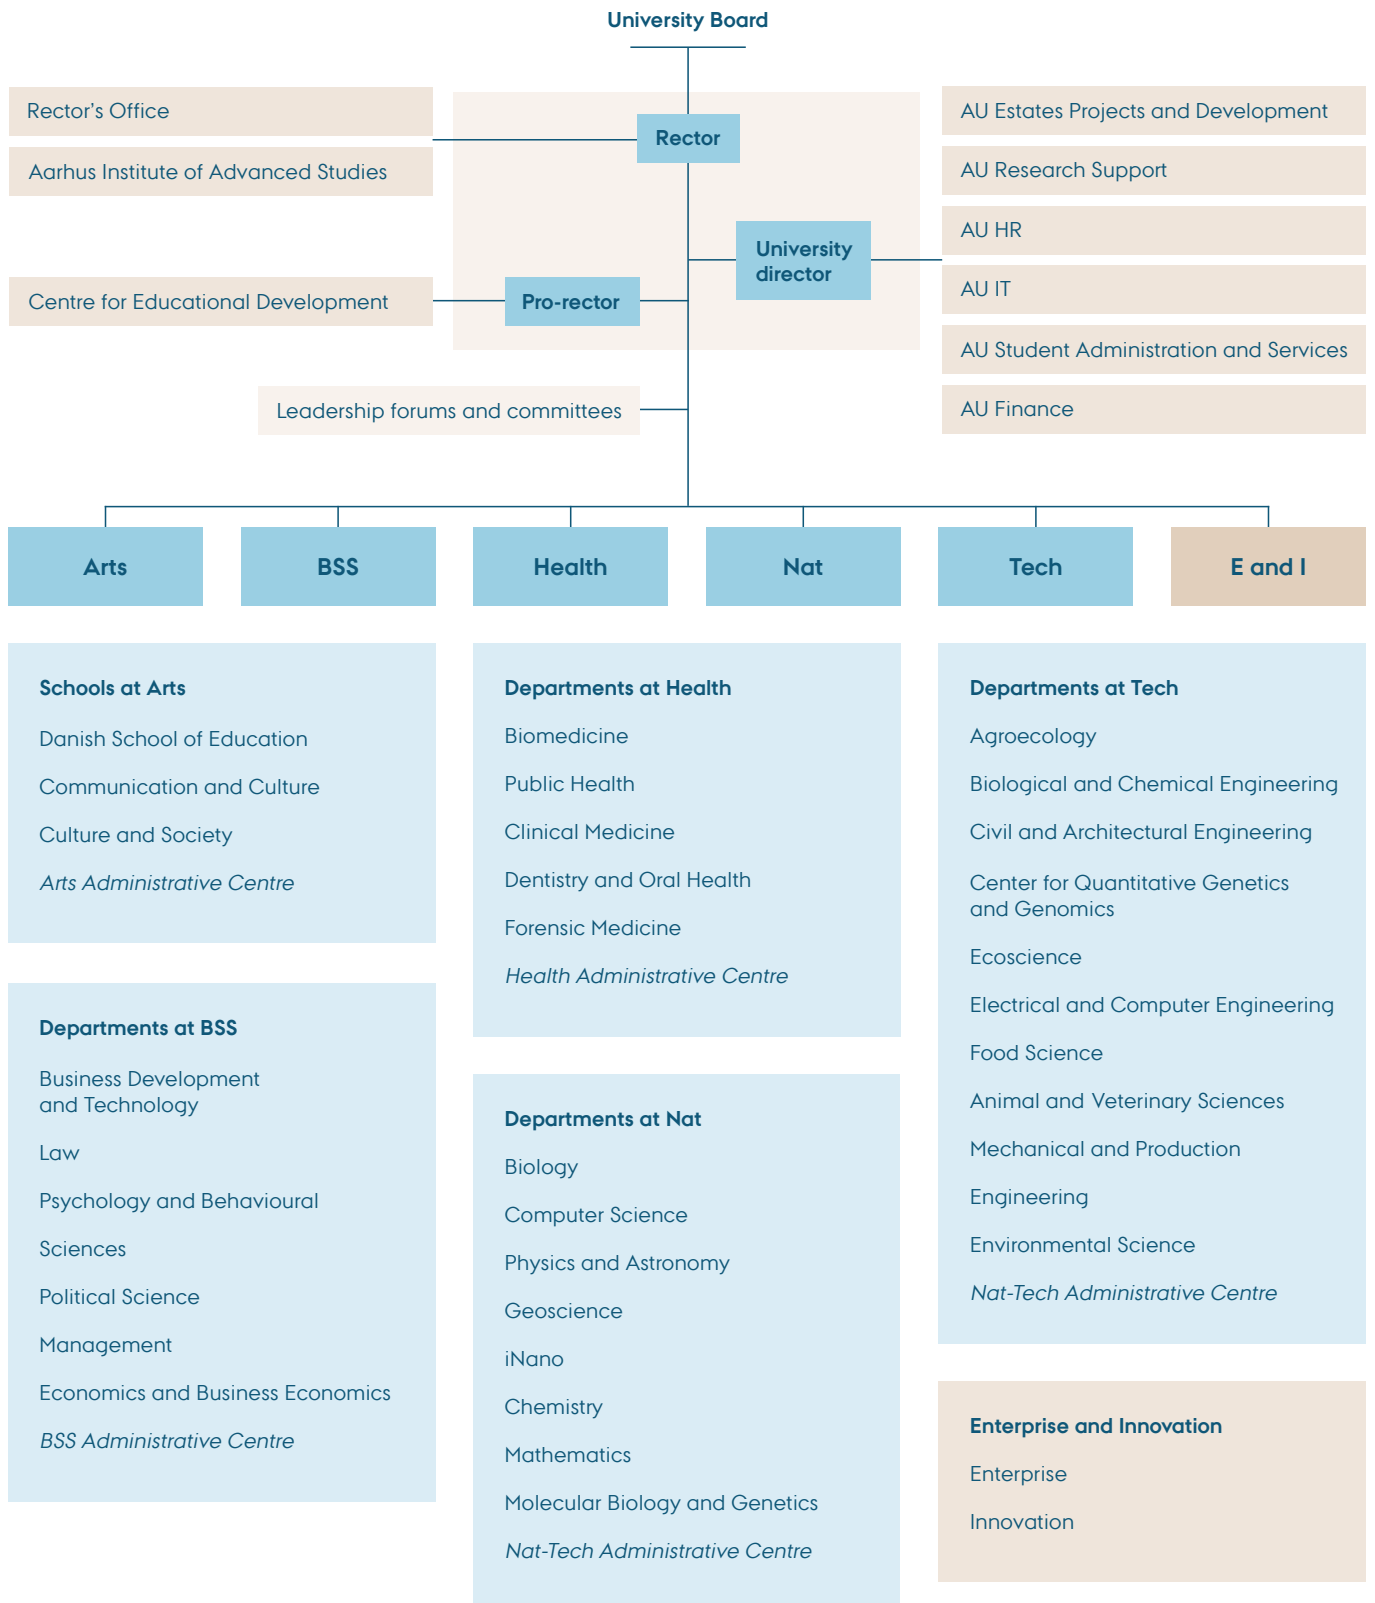 University Board
Rector's Office
Aarhus Institute of Advanced Studies
Rector
AU Estates Projects and Development
AU Research Support
AU HR
AU IT
AU Student Administration and Services
AU Finance
University
director
Centre for Educational Development
Pro-rector
Leadership forums and committees
Arts
BSS
Health
Nat
Tech
E and I
Schools at Arts
Danish School of Education
Communication and Culture
Culture and Society
Arts Administrative Centre
Departments at BSS
Business Development
and Technology
Law
Psychology and Behavioural
Sciences
Political Science
Management
Economics and Business Economics
BSS Administrative Centre
Departments at Health
Biomedicine
Public Health
Clinical Medicine
Dentistry and Oral Health
Forensic Medicine
Health Administrative Centre
Departments at Nat
Biology
Computer Science
Physics and Astronomy
Geoscience
iNano
Chemistry
Mathematics
Molecular Biology and Genetics
Nat-Tech Administrative Centre
Departments at Tech
Agroecology
Biological and Chemical Engineering
Civil and Architectural Engineering
Center for Quantitative Genetics
and Genomics
Ecoscience
Electrical and Computer Engineering
Food Science
Animal and Veterinary Sciences
Mechanical and Production
Engineering
Environmental Science
Nat-Tech Administrative Centre
Enterprise and Innovation
Enterprise
Innovation